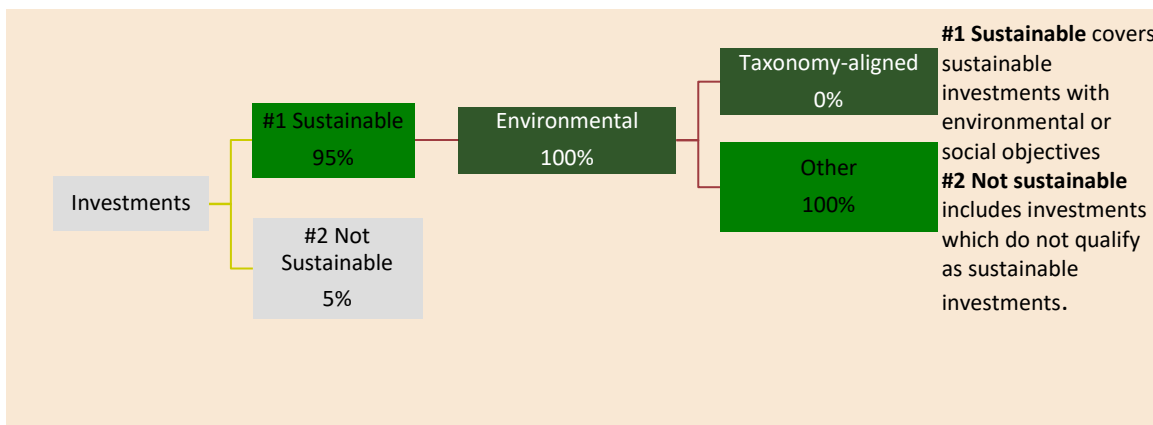 Investments
#1 Sustainable
95%
#2 Not
Sustainable
5%
Environmental
100%
Taxonomy-aligned
0%
Other
100%
#1 Sustainable covers
sustainable
investments with
environmental or
social objectives
#2 Not sustainable
includes investments
which do not qualify
as sustainable
investments.